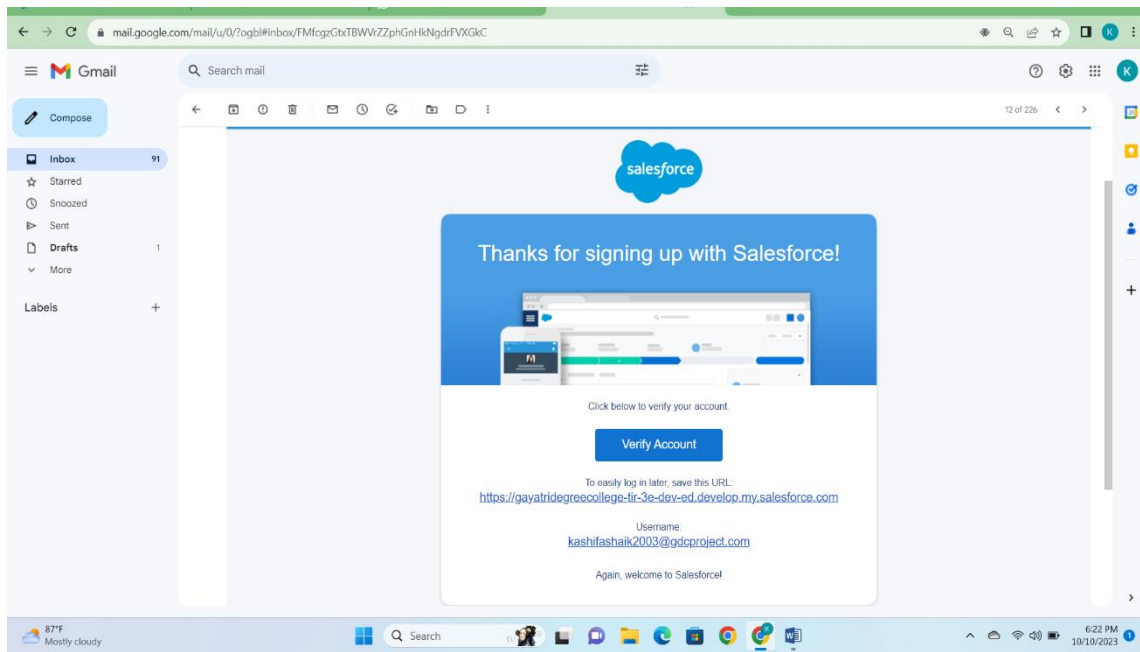 mail.google.com/mail/u/0/?ogbl#inbox/FMfcgzGtxTBWVrZZphGnHkNgdrFVXGkC
K
Gmail
Search mail
K
Compose
12 of 226
Inbox 91
Starred
Snoozed
Sent
Drafts 1
More
Labels
salesforce
Thanks for signing up with Salesforce!
Click below to verify your account.
Verify Account
To easily log in later, save this URL:
https://gayatridegreecollege-tir-3e-dev-ed.develop.my.salesforce.com
Username:
kashifashaik2003@gdcproject.com
Again, welcome to Salesforce!
87°F
Mostly cloudy
Search
6:22 PM
10/10/2023